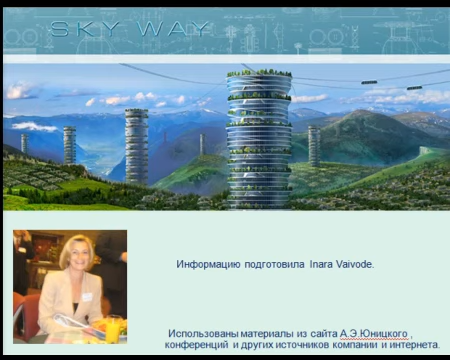 SKY WAY
Информацию подготовила Inara Vaivode.
Использованы материалы из сайта А.Э.Юницкого ,
конференций и других источников компании и интернета.